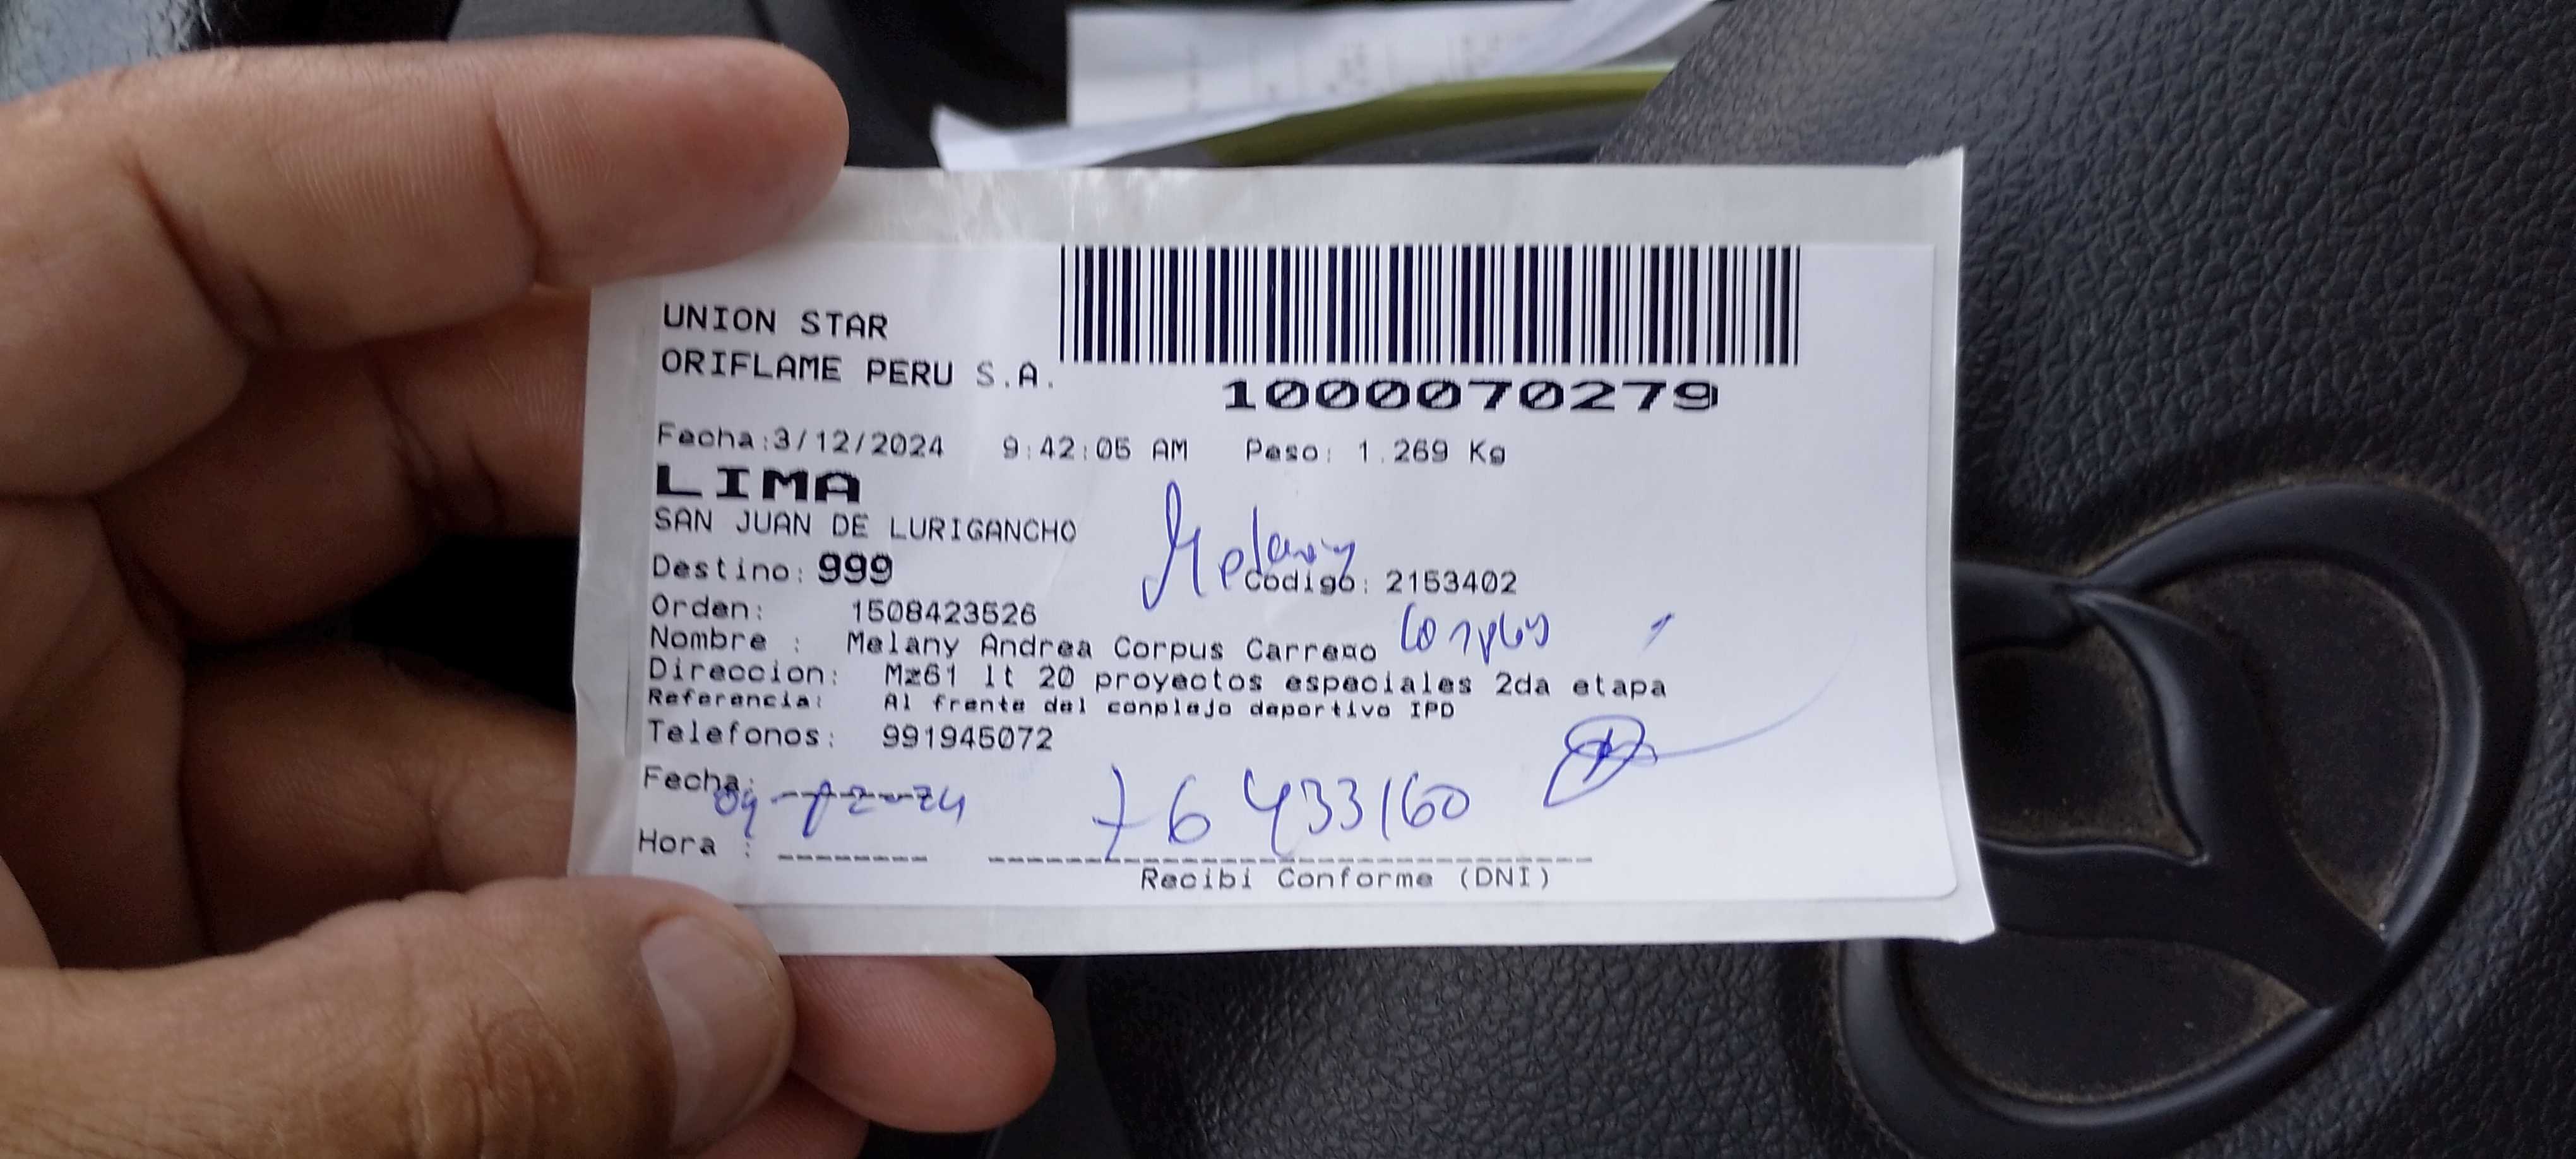 UNION STAR
ORIFLAME PERU S.A.
1000070279
Fecha:3/12/2024 9:42:05 AM Peso: 1.269 Kg
LIMA
SAN JUAN DE LURIGANCHO
Melany
Destino: 999 Codigo: 2153402
Orden: 1508423526
Nombre : Melany Andrea Corpus Carreno Corpus
Direccion: Mz61 lt 20 proyectos especiales 2da etapa
Referencia: Al frente del conplejo deportivo IPD
Telefonos: 991945072
Fecha: 04-12-24 76433160
Hora :
Recibi Conforme (DNI)